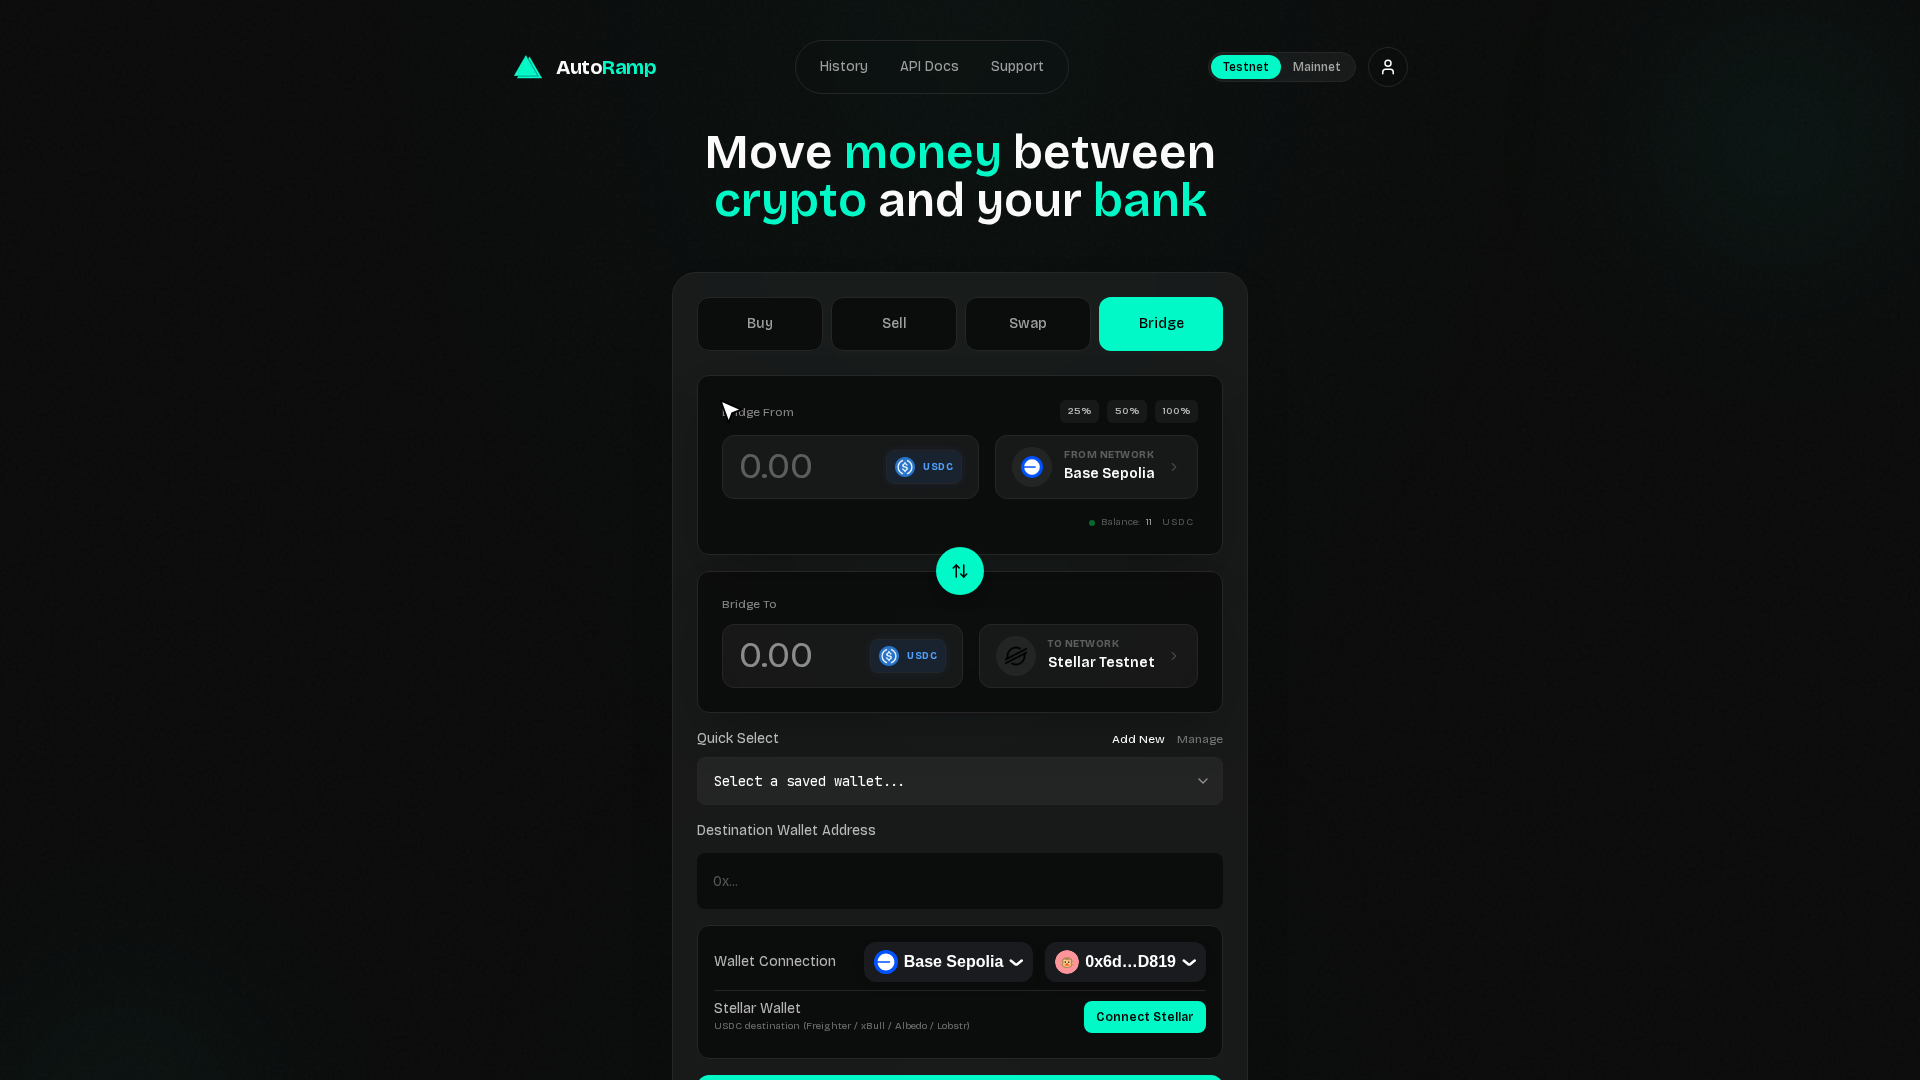 AutoRamp
History API Docs Support
Testnet Mainnet
Move money between
crypto and your bank
Buy Sell Swap Bridge
dge From
25% 50% 100%
0.00 USDC
FROM NETWORK
Base Sepolia
Balance: 11 USDC
Bridge To
0.00 USDC
TO NETWORK
Stellar Testnet
Quick Select
Add New Manage
Select a saved wallet...
Destination Wallet Address
0x...
Wallet Connection
Base Sepolia
0x6d...D819
Stellar Wallet
USDC destination (Freighter / xBull / Albedo / Lobstr)
Connect Stellar